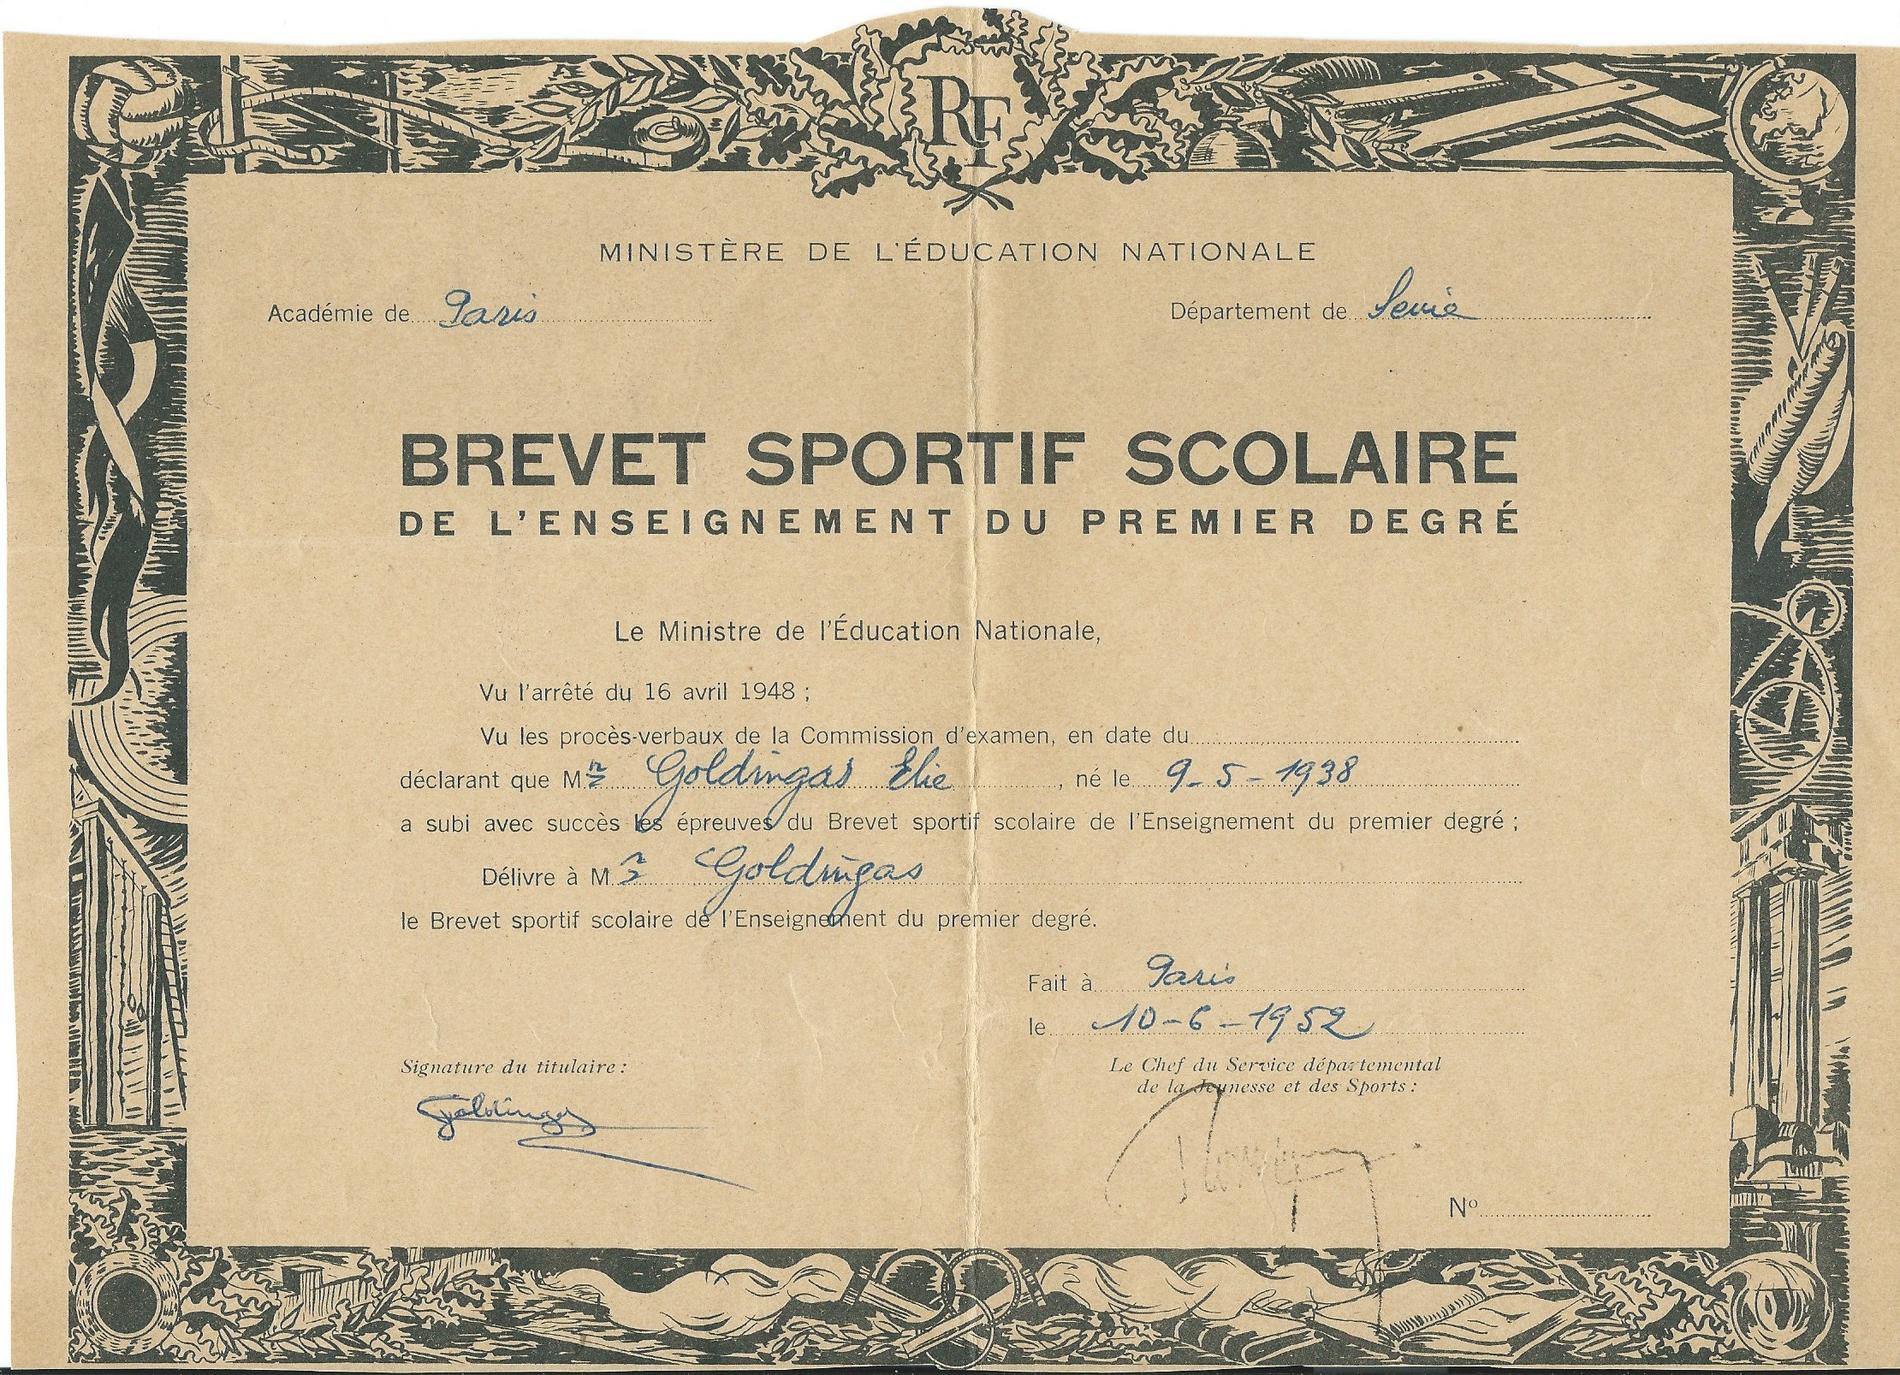 RF
MINISTÈRE DE L'ÉDUCATION NATIONALE
Académie de Paris Département de Seine
BREVET SPORTIF SCOLAIRE
DE L'ENSEIGNEMENT DU PREMIER DEGRÉ
Le Ministre de l'Éducation Nationale,
Vu l'arrêté du 16 avril 1948 ;
Vu les procès-verbaux de la Commission d'examen, en date du
déclarant que Mr Goldingas Elie, né le 9-5-1938
a subi avec succès les épreuves du Brevet sportif scolaire de l'Enseignement du premier degré ;
Délivre à Mr Goldingas
le Brevet sportif scolaire de l'Enseignement du premier degré.
Fait à Paris
le 10-6-1952
Signature du titulaire : Le Chef du Service départemental
de la Jeunesse et des Sports :
Goldingas
No